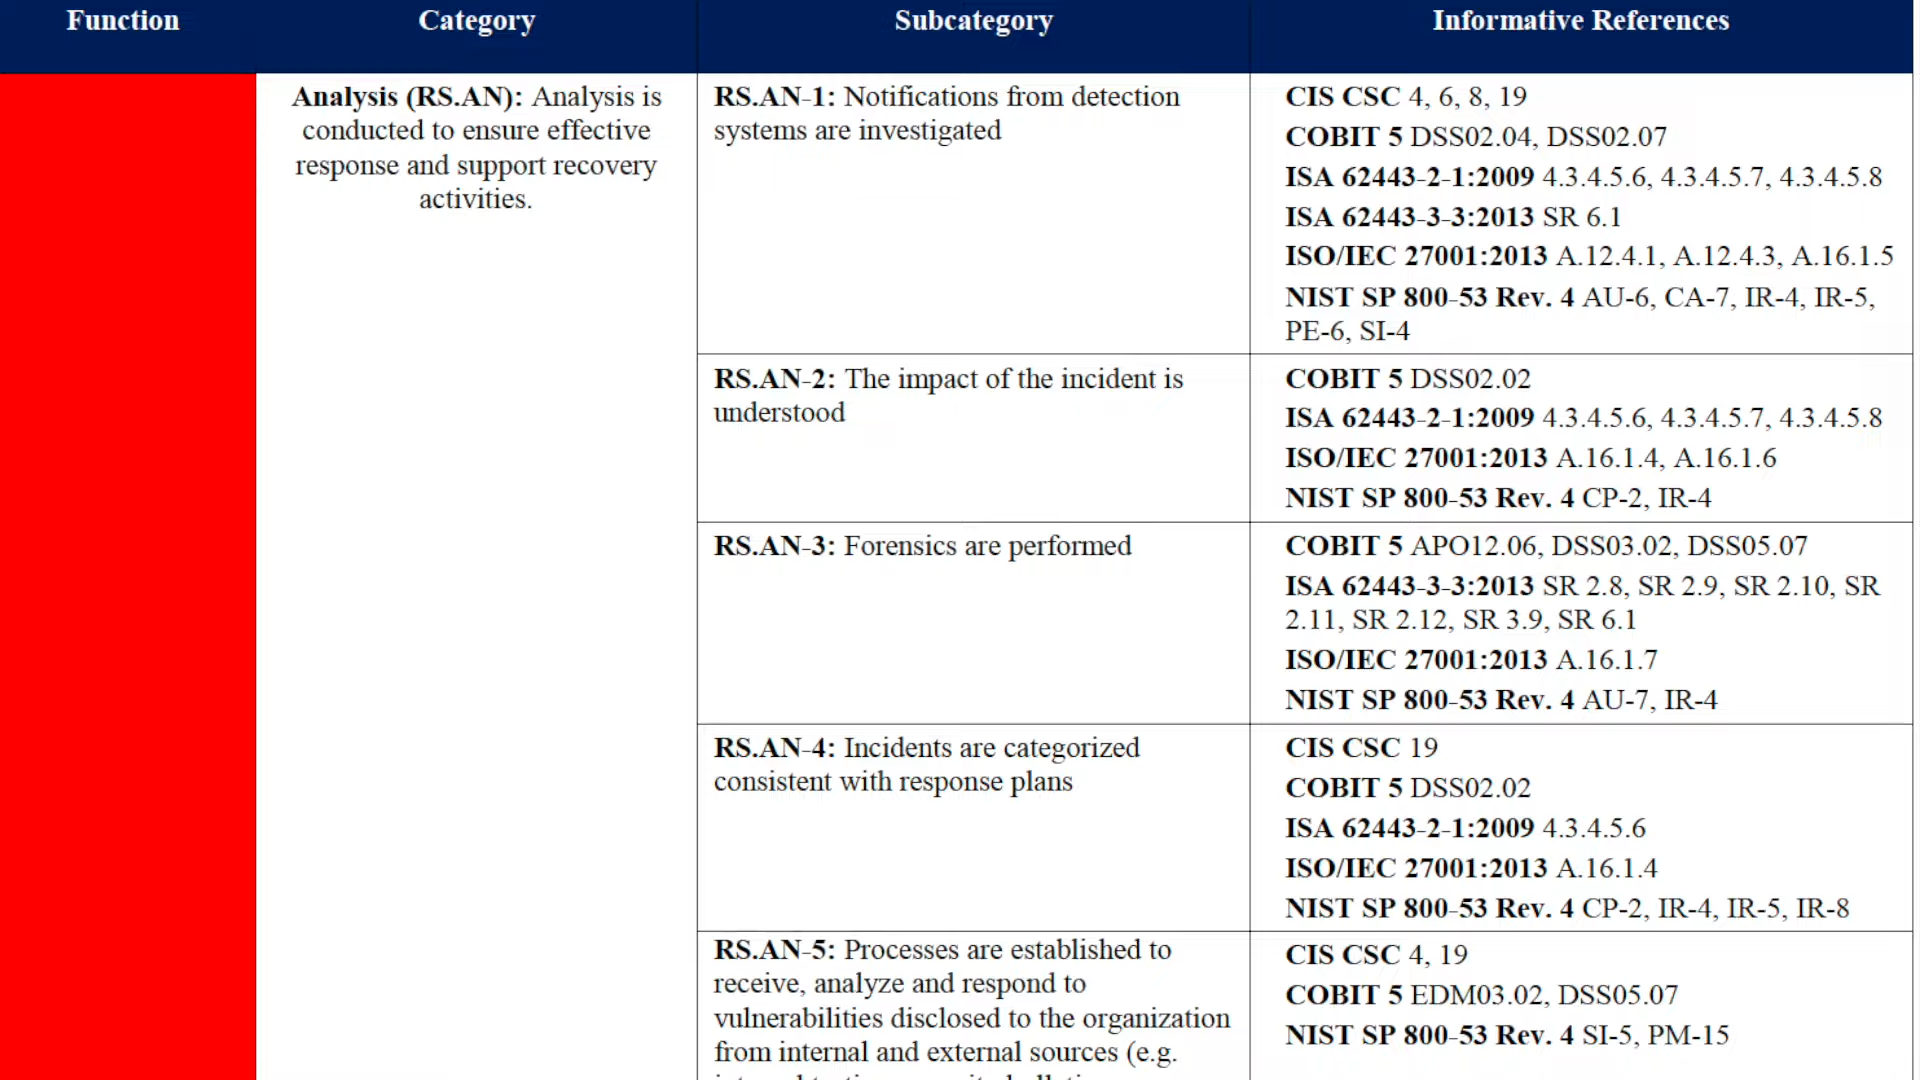 Function
Category
Subcategory
Informative References
Analysis (RS.AN): Analysis is
conducted to ensure effective
response and support recovery
activities.
RS.AN-1: Notifications from detection
systems are investigated
CIS CSC 4, 6, 8, 19
COBIT 5 DSS02.04, DSS02.07
ISA 62443-2-1:2009 4.3.4.5.6, 4.3.4.5.7, 4.3.4.5.8
ISA 62443-3-3:2013 SR 6.1
ISO/IEC 27001:2013 A.12.4.1, A.12.4.3, A.16.1.5
NIST SP 800-53 Rev. 4 AU-6, CA-7, IR-4, IR-5,
PE-6, SI-4
RS.AN-2: The impact of the incident is
understood
COBIT 5 DSS02.02
ISA 62443-2-1:2009 4.3.4.5.6, 4.3.4.5.7, 4.3.4.5.8
ISO/IEC 27001:2013 A.16.1.4, A.16.1.6
NIST SP 800-53 Rev. 4 CP-2, IR-4
RS.AN-3: Forensics are performed
COBIT 5 APO12.06, DSS03.02, DSS05.07
ISA 62443-3-3:2013 SR 2.8, SR 2.9, SR 2.10, SR
2.11, SR 2.12, SR 3.9, SR 6.1
ISO/IEC 27001:2013 A.16.1.7
NIST SP 800-53 Rev. 4 AU-7, IR-4
RS.AN-4: Incidents are categorized
consistent with response plans
CIS CSC 19
COBIT 5 DSS02.02
ISA 62443-2-1:2009 4.3.4.5.6
ISO/IEC 27001:2013 A.16.1.4
NIST SP 800-53 Rev. 4 CP-2, IR-4, IR-5, IR-8
RS.AN-5: Processes are established to
receive, analyze and respond to
vulnerabilities disclosed to the organization
from internal and external sources (e.g.
CIS CSC 4, 19
COBIT 5 EDM03.02, DSS05.07
NIST SP 800-53 Rev. 4 SI-5, PM-15